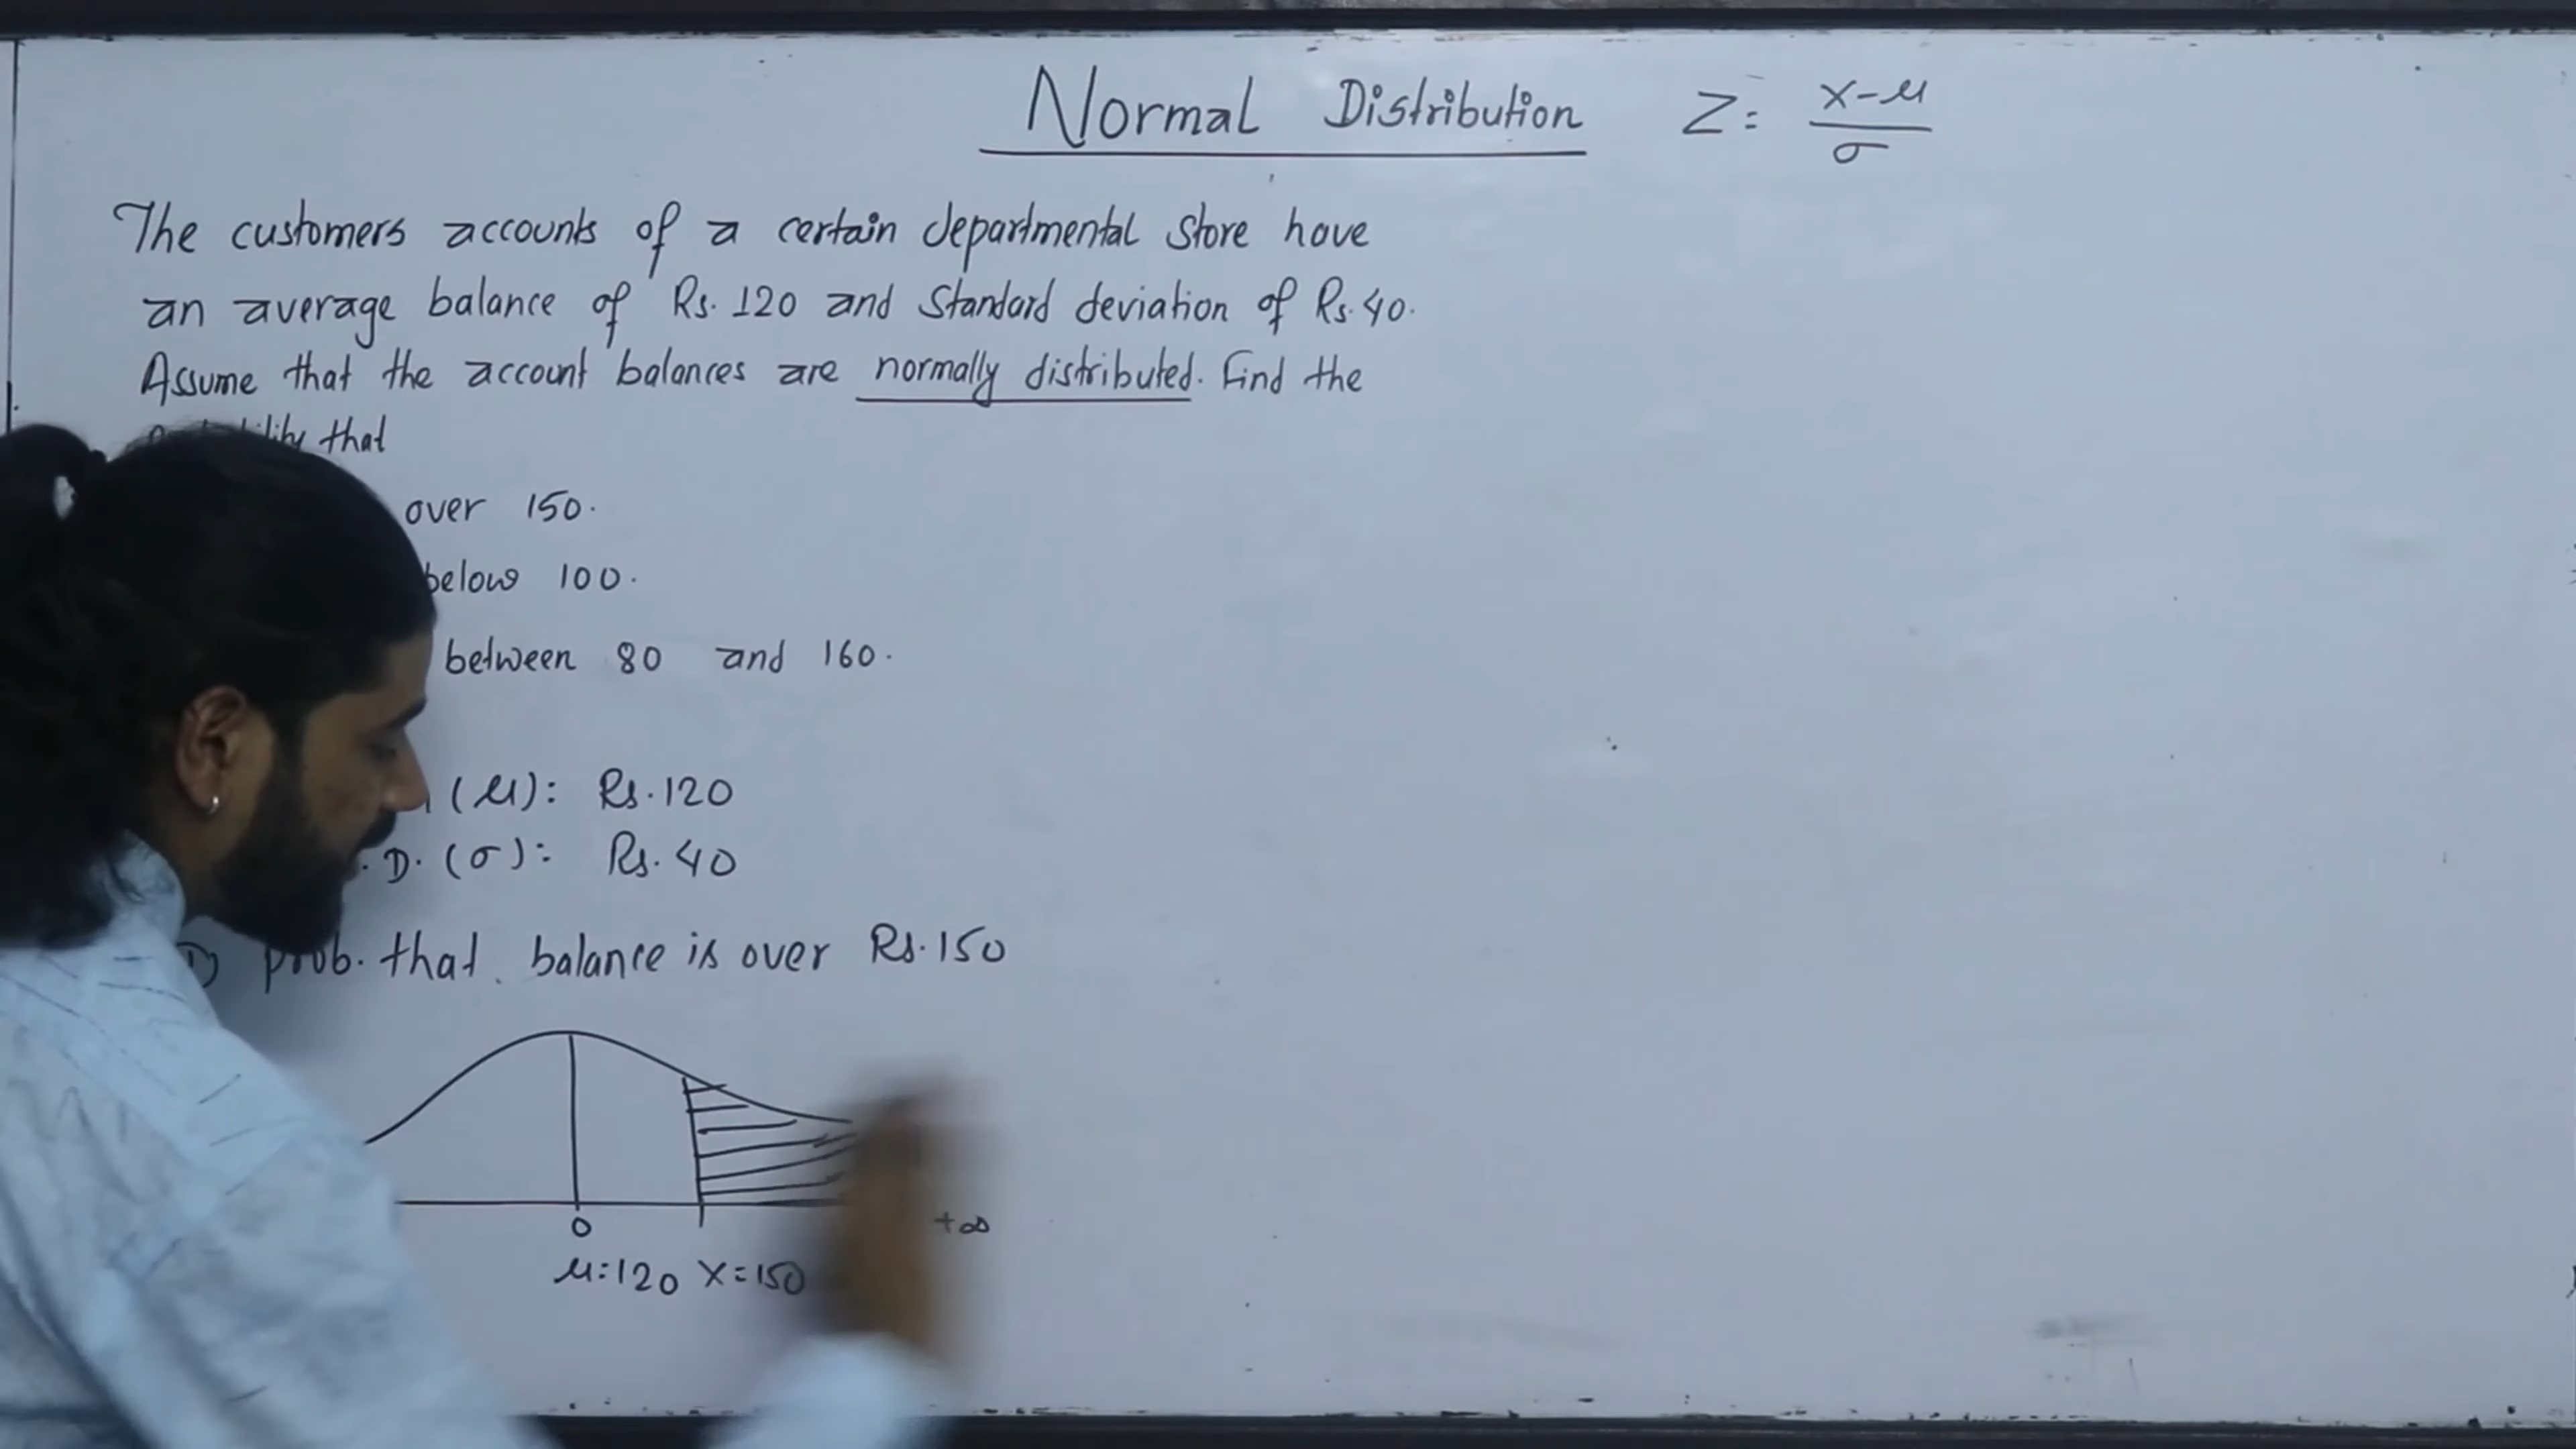 Normal Distribution Z = X-μ / σ
The customers accounts of a certain departmental store have
an average balance of Rs. 120 and Standard deviation of Rs. 40.
Assume that the account balances are normally distributed. Find the
that
over 150.
below 100.
between 80 and 160.
(μ): Rs. 120
D. (σ): Rs. 40
prob. that balance is over Rs. 150
0 +∞
μ=120 X=150